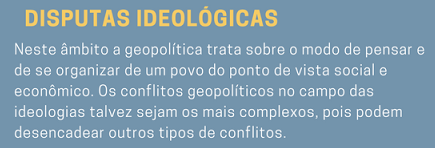 DISPUTAS IDEOLÓGICAS
Neste âmbito a geopolítica trata sobre o modo de pensar e
de se organizar de um povo do ponto de vista social e
econômico. Os conflitos geopolíticos no campo das
ideologias talvez sejam os mais complexos, pois podem
desencadear outros tipos de conflitos.